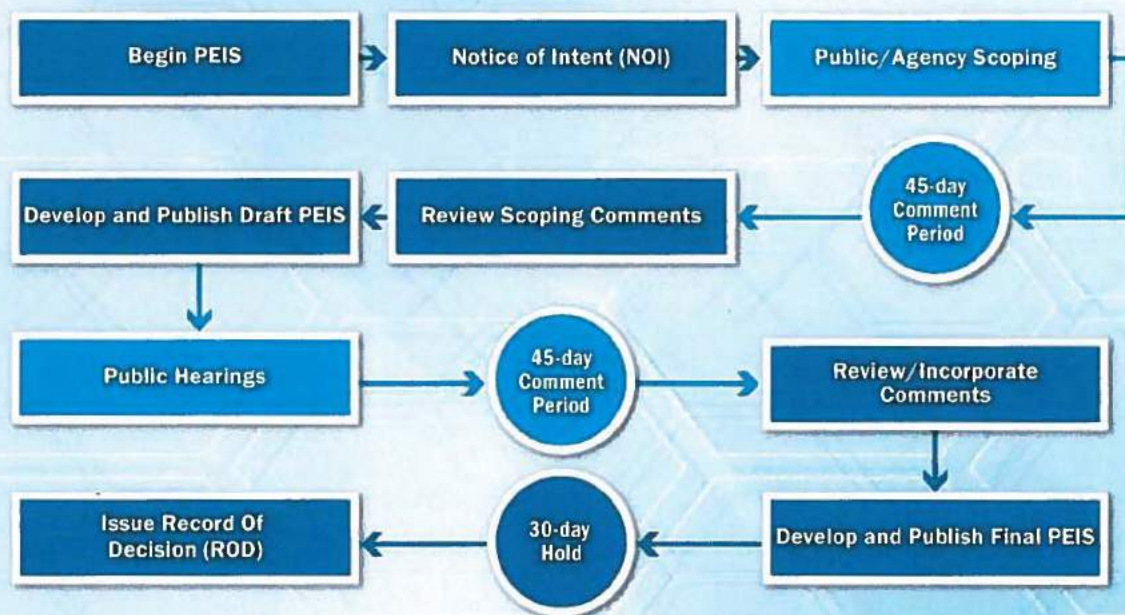 Begin PEIS
Notice of Intent (NOI)
Public/Agency Scoping
45-day
Comment
Period
Review Scoping Comments
Develop and Publish Draft PEIS
Public Hearings
45-day
Comment
Period
Review/Incorporate
Comments
Develop and Publish Final PEIS
30-day
Hold
Issue Record Of
Decision (ROD)